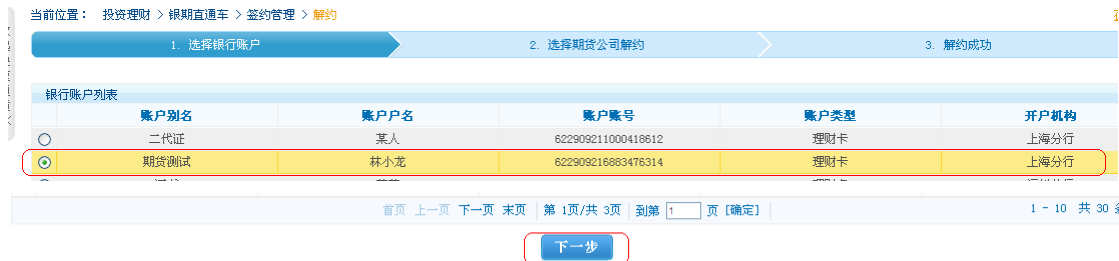 当前位置： 投资理财 > 银期直通车 > 签约管理 > 解约
1. 选择银行账户 2. 选择期货公司解约 3. 解约成功
银行账户列表
账户别名 账户户名 账户账号 账户类型 开户机构
二代证 某人 622909211000418612 理财卡 上海分行
期货测试 林小龙 622909216883476314 理财卡 上海分行
首页 上一页 下一页 末页 第 1页/共 3页 到第 1 页 [确定] 1 - 10 共 30
下一步